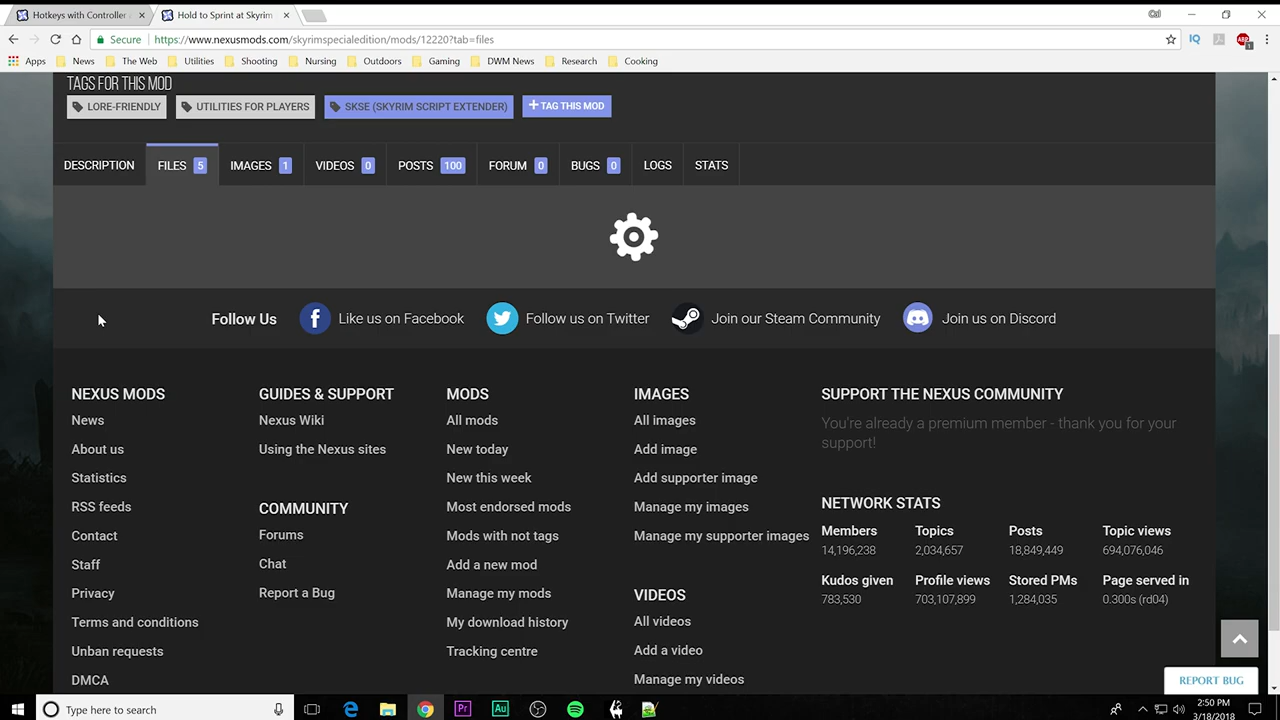 Hotkeys with Controller
Hold to Sprint at Skyrim
Secure
https://www.nexusmods.com/skyrimspecialedition/mods/12220?tab=files
Apps
News
The Web
Utilities
Shooting
Nursing
Outdoors
Gaming
DWM News
Research
Cooking
TAGS FOR THIS MOD
LORE-FRIENDLY
UTILITIES FOR PLAYERS
SKSE (SKYRIM SCRIPT EXTENDER)
+ TAG THIS MOD
DESCRIPTION
FILES 5
IMAGES 1
VIDEOS 0
POSTS 100
FORUM 0
BUGS 0
LOGS
STATS
Follow Us
Like us on Facebook
Follow us on Twitter
Join our Steam Community
Join us on Discord
NEXUS MODS
News
About us
Statistics
RSS feeds
Contact
Staff
Privacy
Terms and conditions
Unban requests
DMCA
GUIDES & SUPPORT
Nexus Wiki
Using the Nexus sites
COMMUNITY
Forums
Chat
Report a Bug
MODS
All mods
New today
New this week
Most endorsed mods
Mods with not tags
Add a new mod
Manage my mods
My download history
Tracking centre
IMAGES
All images
Add image
Add supporter image
Manage my images
Manage my supporter images
VIDEOS
All videos
Add a video
Manage my videos
SUPPORT THE NEXUS COMMUNITY
You're already a premium member - thank you for your
support!
NETWORK STATS
Members
14,196,238
Topics
2,034,657
Posts
18,849,449
Topic views
694,076,046
Kudos given
783,530
Profile views
703,107,899
Stored PMs
1,284,035
Page served in
0.300s (rd04)
REPORT BUG
Type here to search
2:50 PM
3/18/2018